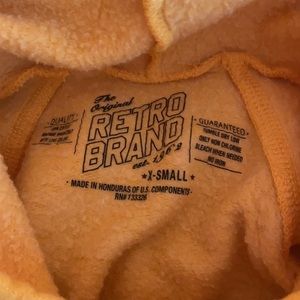 The
Original
RETRO
BRAND
est. 1962
QUALITY
GUARANTEED
TUMBLE DRY LOW
ONLY NON CHLORINE
BLEACH WHEN NEEDED
NO IRON
★X-SMALL★
• MADE IN HONDURAS OF U.S. COMPONENTS •
RN# 133326